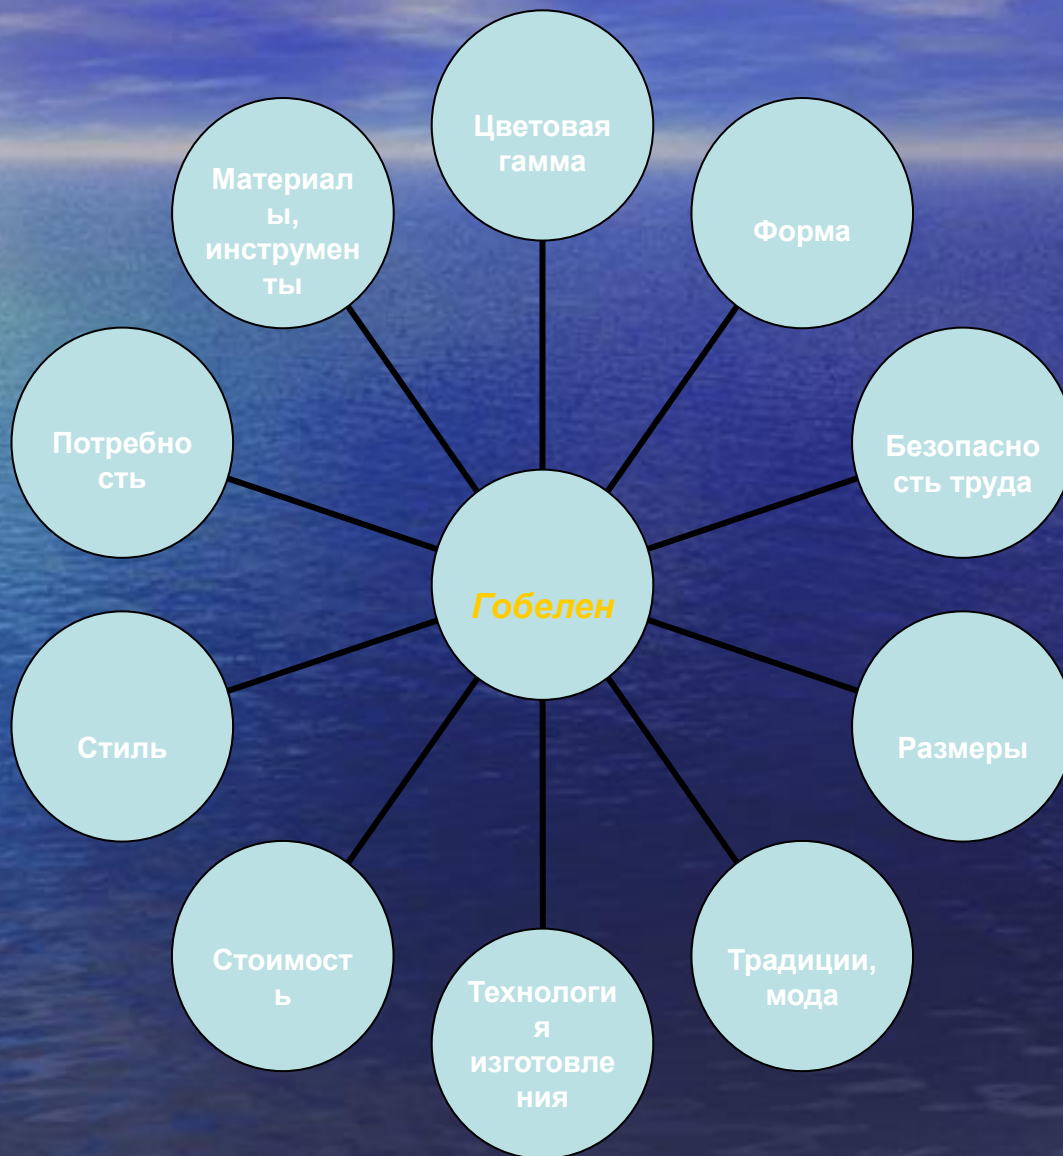 Цветовая
гамма
Материал
ы,
инструмен
ты
Форма
Потребно
сть
Безопасно
сть труда
Гобелен
Стиль
Размеры
Стоимост
ь
Традиции,
мода
Технологи
я
изготовле
ния